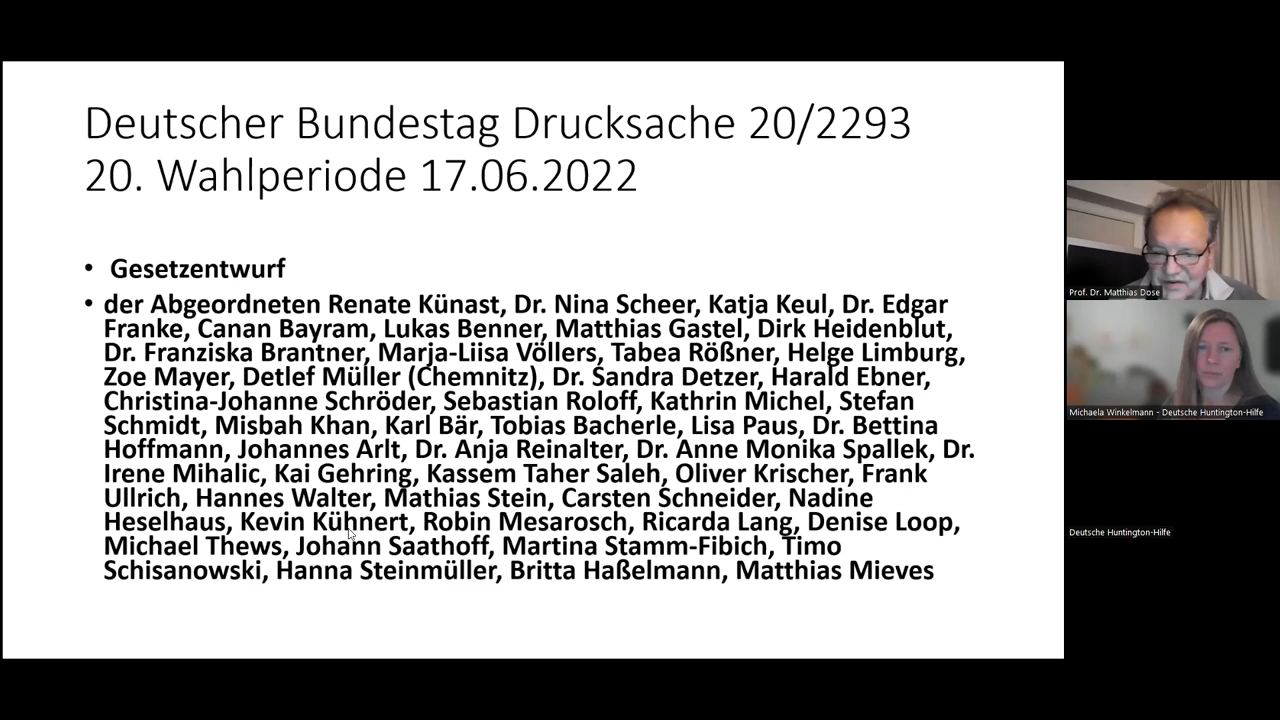 Deutscher Bundestag Drucksache 20/2293
20. Wahlperiode 17.06.2022
• Gesetzentwurf
• der Abgeordneten Renate Künast, Dr. Nina Scheer, Katja Keul, Dr. Edgar
Franke, Canan Bayram, Lukas Benner, Matthias Gastel, Dirk Heidenblut,
Dr. Franziska Brantner, Marja-Liisa Völlers, Tabea Rößner, Helge Limburg,
Zoe Mayer, Detlef Müller (Chemnitz), Dr. Sandra Detzer, Harald Ebner,
Christina-Johanne Schröder, Sebastian Roloff, Kathrin Michel, Stefan
Schmidt, Misbah Khan, Karl Bär, Tobias Bacherle, Lisa Paus, Dr. Bettina
Hoffmann, Johannes Arlt, Dr. Anja Reinalter, Dr. Anne Monika Spallek, Dr.
Irene Mihalic, Kai Gehring, Kassem Taher Saleh, Oliver Krischer, Frank
Ullrich, Hannes Walter, Mathias Stein, Carsten Schneider, Nadine
Heselhaus, Kevin Kühnert, Robin Mesarosch, Ricarda Lang, Denise Loop,
Michael Thews, Johann Saathoff, Martina Stamm-Fibich, Timo
Schisanowski, Hanna Steinmüller, Britta Haßelmann, Matthias Mieves
Prof. Dr. Matthias Dose
Michaela Winkelmann - Deutsche Huntington-Hilfe
Deutsche Huntington-Hilfe